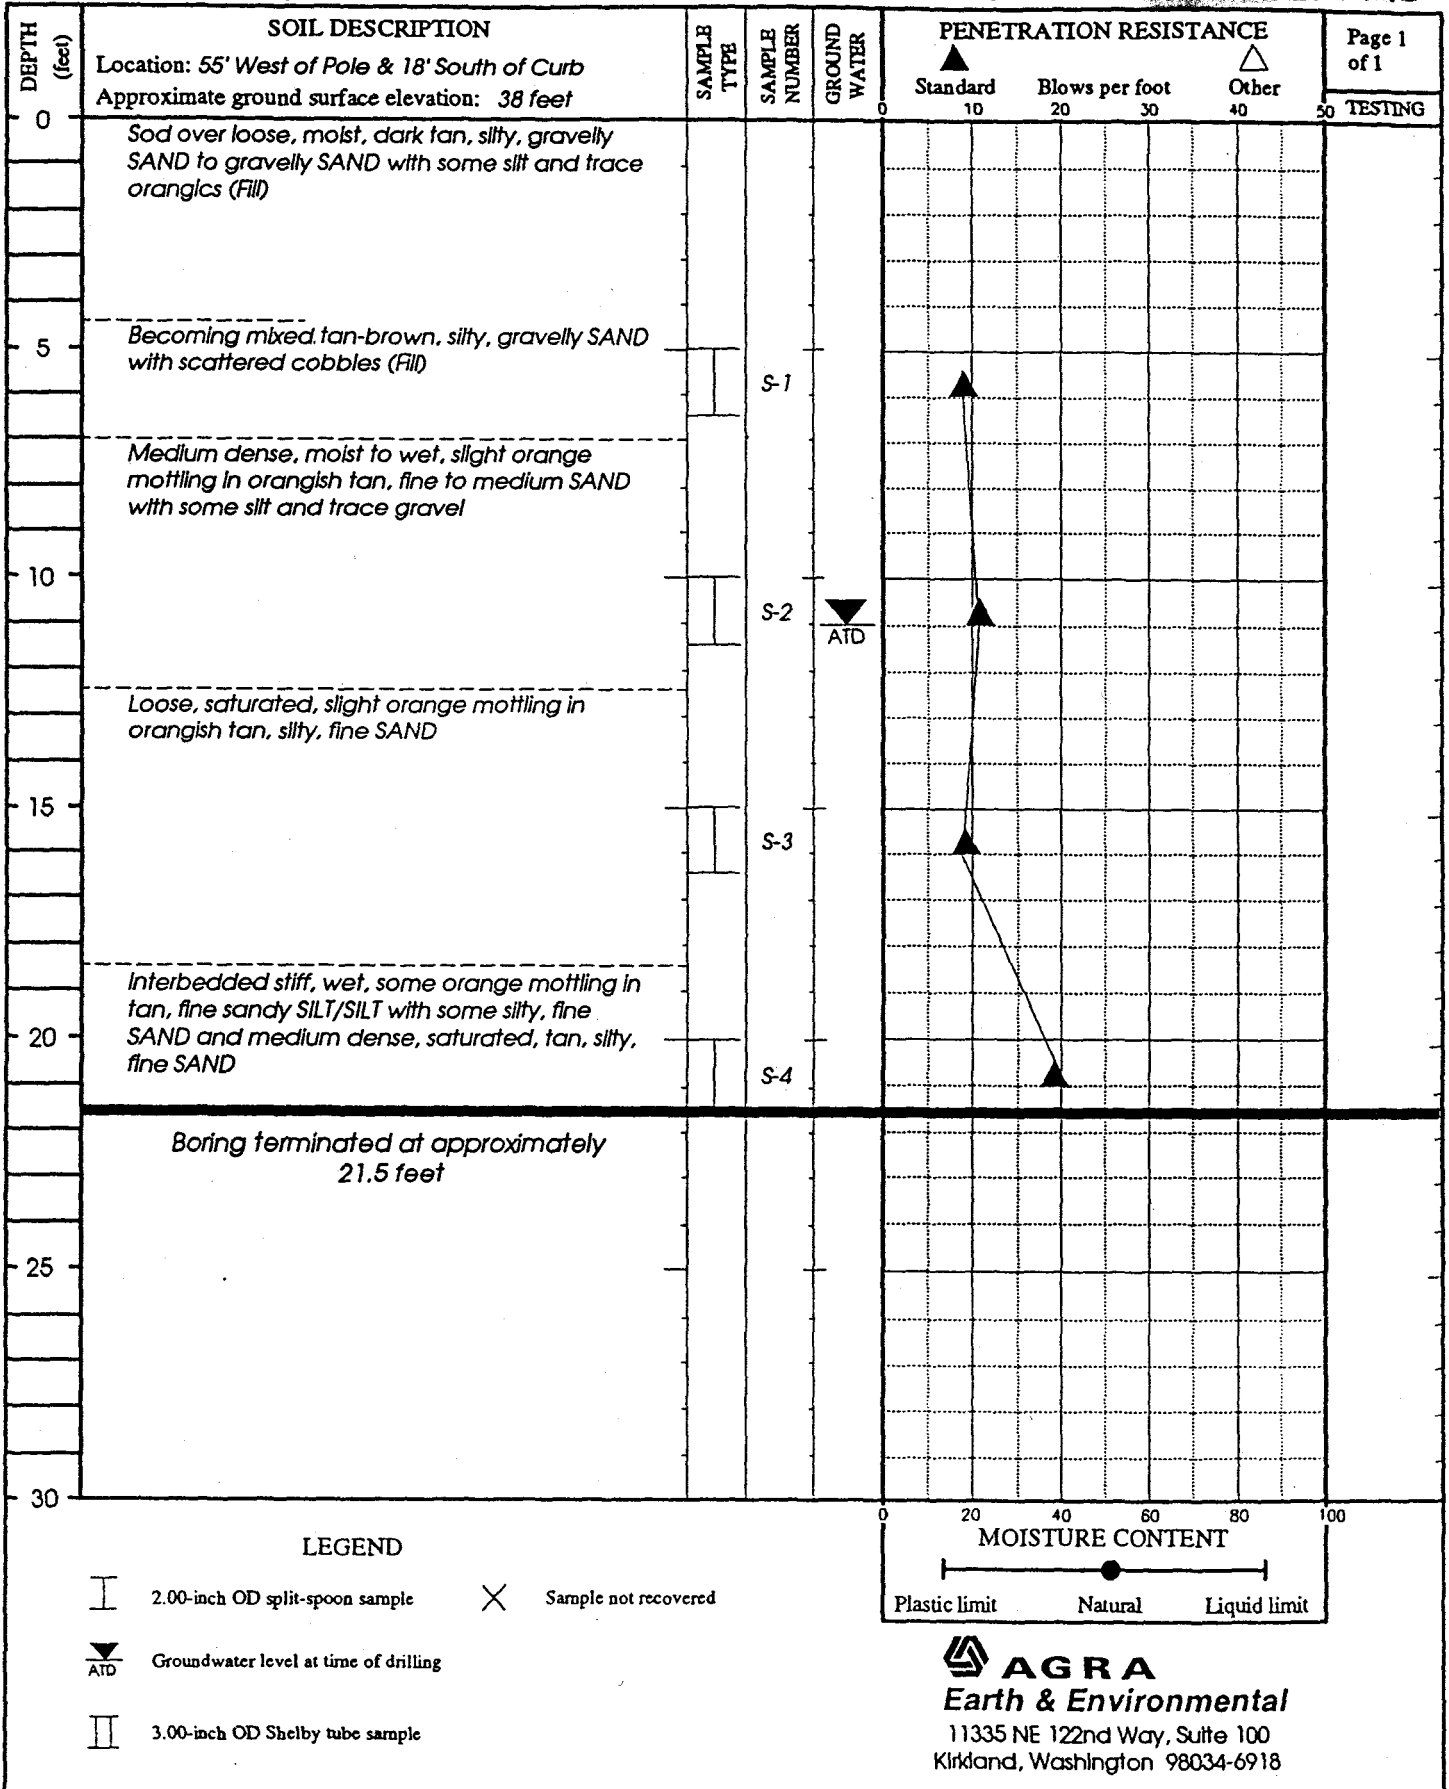 DEPTH
(feet)
SOIL DESCRIPTION
Location: 55' West of Pole & 18' South of Curb
Approximate ground surface elevation: 38 feet
SAMPLE
TYPE
SAMPLE
NUMBER
GROUND
WATER
PENETRATION RESISTANCE
Standard Blows per foot Other
0 10 20 30 40 50
Page 1
of 1
TESTING
0
Sod over loose, moist, dark tan, silty, gravelly
SAND to gravelly SAND with some silt and trace
orangics (Fill)
5
Becoming mixed tan-brown, silty, gravelly SAND
with scattered cobbles (Fill)
S-1
Medium dense, moist to wet, slight orange
mottling in orangish tan, fine to medium SAND
with some silt and trace gravel
10
S-2
ATD
Loose, saturated, slight orange mottling in
orangish tan, silty, fine SAND
15
S-3
Interbedded stiff, wet, some orange mottling in
tan, fine sandy SILT/SILT with some silty, fine
SAND and medium dense, saturated, tan, silty,
fine SAND
20
S-4
Boring terminated at approximately
21.5 feet
25
30
0 20 40 60 80 100
MOISTURE CONTENT
Plastic limit Natural Liquid limit
LEGEND
2.00-inch OD split-spoon sample
Sample not recovered
ATD
Groundwater level at time of drilling
3.00-inch OD Shelby tube sample
AGRA
Earth & Environmental
11335 NE 122nd Way, Suite 100
Kirkland, Washington 98034-6918